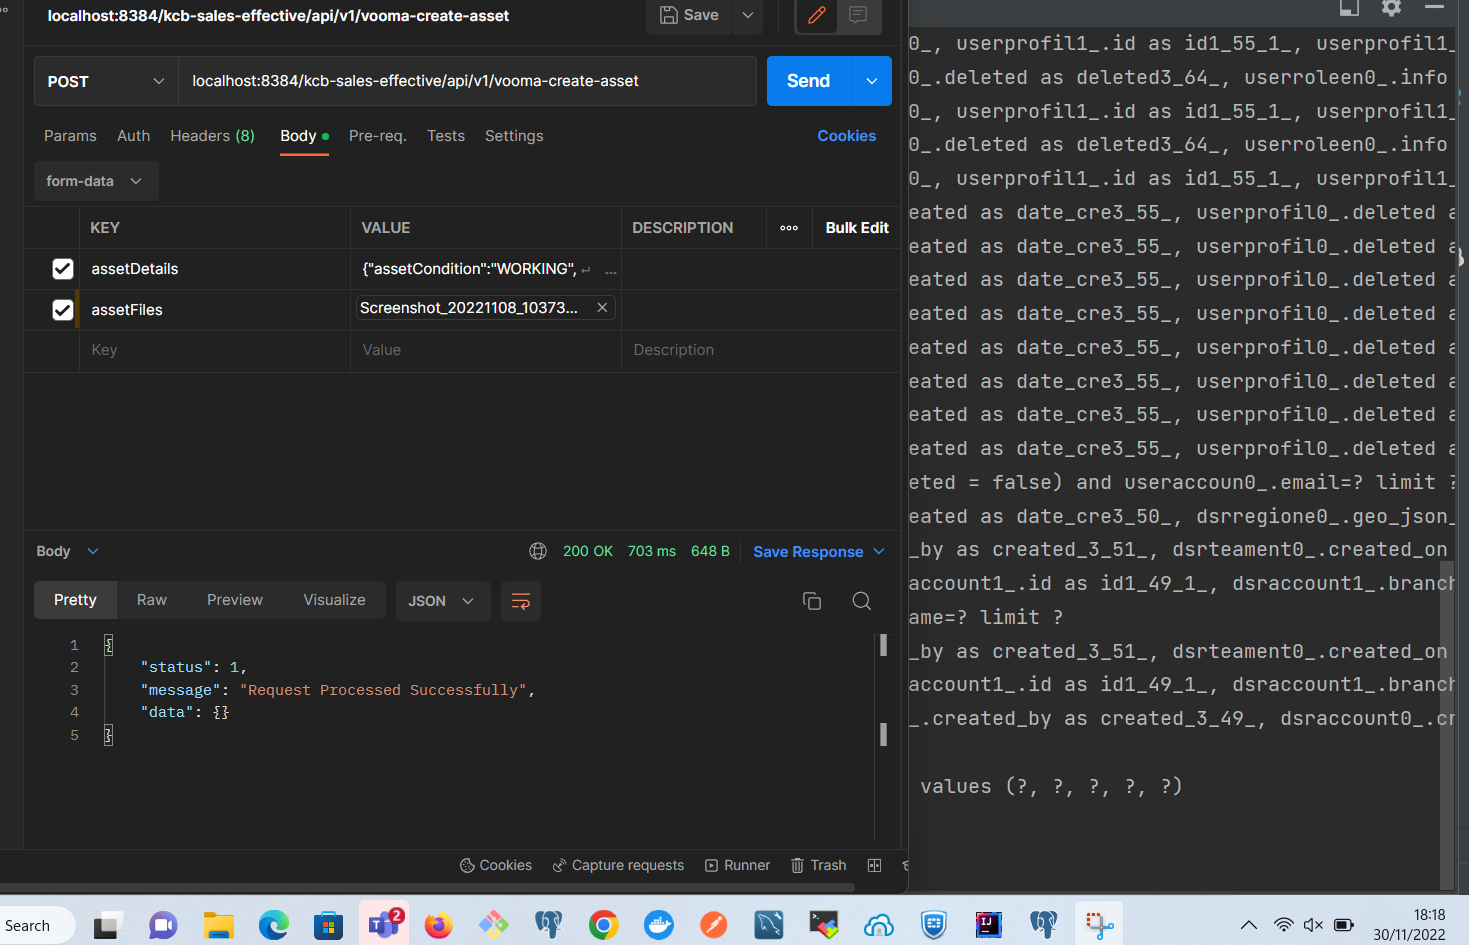 localhost:8384/kcb-sales-effective/api/v1/vooma-create-asset
Save
POST
localhost:8384/kcb-sales-effective/api/v1/vooma-create-asset
Send
Params Auth Headers (8) Body Pre-req. Tests Settings Cookies
form-data
KEY VALUE DESCRIPTION ooo Bulk Edit
assetDetails {"assetCondition":"WORKING", ↵ ...
assetFiles Screenshot_20221108_10373...
Key Value Description
Body 200 OK 703 ms 648 B Save Response
Pretty Raw Preview Visualize JSON
1 {
2 "status": 1,
3 "message": "Request Processed Successfully",
4 "data": {}
5 }
Cookies Capture requests Runner Trash
0_, userprofil1_.id as id1_55_1_, userprofil1_
0_.deleted as deleted3_64_, userroleen0_.info
0_, userprofil1_.id as id1_55_1_, userprofil1_
0_.deleted as deleted3_64_, userroleen0_.info
0_, userprofil1_.id as id1_55_1_, userprofil1_
eated as date_cre3_55_, userprofil0_.deleted a
eated as date_cre3_55_, userprofil0_.deleted a
eated as date_cre3_55_, userprofil0_.deleted a
eated as date_cre3_55_, userprofil0_.deleted a
eated as date_cre3_55_, userprofil0_.deleted a
eated as date_cre3_55_, userprofil0_.deleted a
eated as date_cre3_55_, userprofil0_.deleted a
eated as date_cre3_55_, userprofil0_.deleted a
eted = false) and useraccoun0_.email=? limit ?
eated as date_cre3_50_, dsrregione0_.geo_json_
_by as created_3_51_, dsrteament0_.created_on
account1_.id as id1_49_1_, dsraccount1_.branch
ame=? limit ?
_by as created_3_51_, dsrteament0_.created_on
account1_.id as id1_49_1_, dsraccount1_.branch
_.created_by as created_3_49_, dsraccount0_.cr
values (?, ?, ?, ?, ?)
Search
2
IJ
18:18
30/11/2022